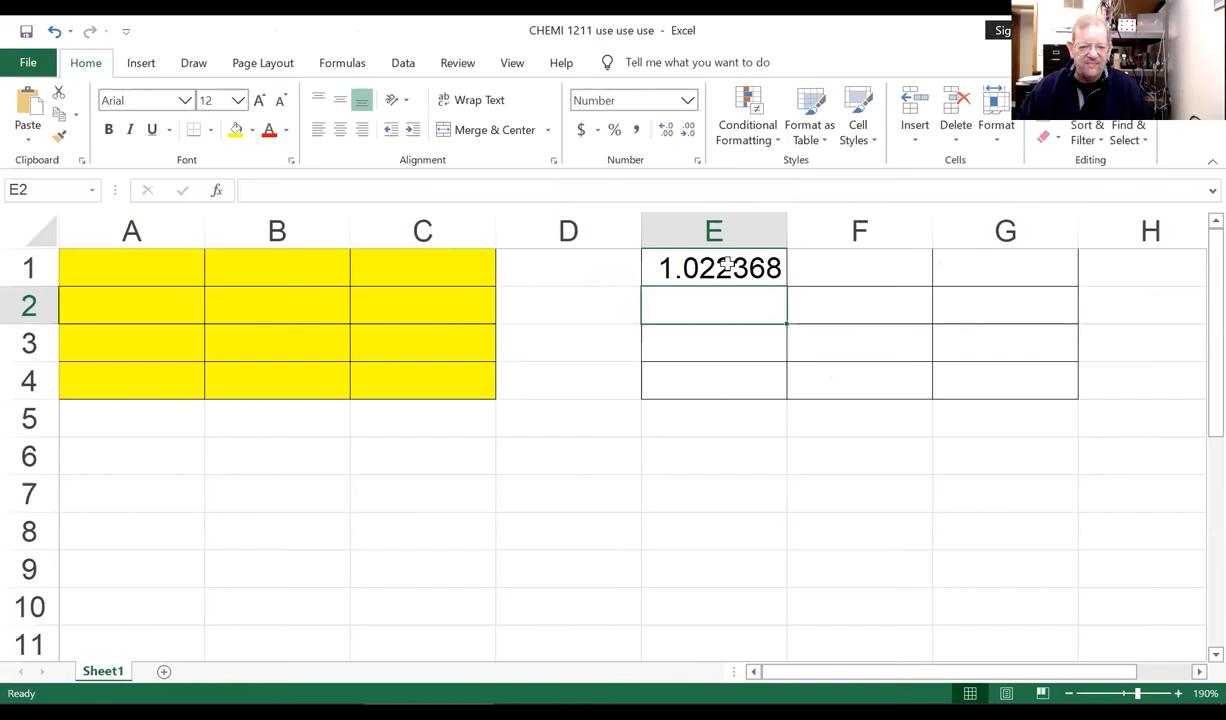 CHEMI 1211 use use use - Excel
Sig
File Home Insert Draw Page Layout Formulas Data Review View Help Tell me what you want to do
Paste
Arial 12
B I U
A A
Wrap Text
Merge & Center
Number
$ % ,
Conditional Formatting
Format as Table
Cell Styles
Insert
Delete
Format
Sort & Filter
Find & Select
Clipboard Font Alignment Number Styles Cells Editing
E2 fx
A B C D E F G H
1 1.022368
2
3
4
5
6
7
8
9
10
11
Sheet1
Ready 190%